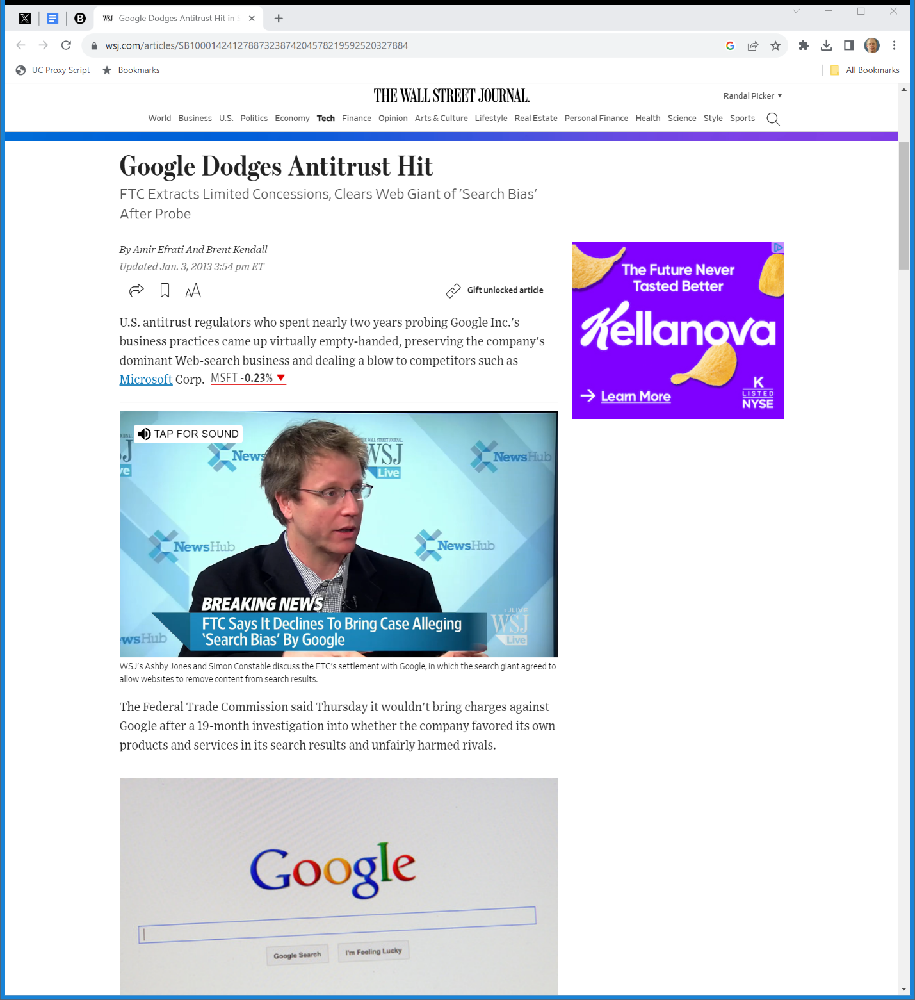 WSJ Google Dodges Antitrust Hit in
wsj.com/articles/SB10001424127887323874204578219592520327884
UC Proxy Script Bookmarks All Bookmarks
THE WALL STREET JOURNAL.
Randal Picker
World Business U.S. Politics Economy Tech Finance Opinion Arts & Culture Lifestyle Real Estate Personal Finance Health Science Style Sports
Google Dodges Antitrust Hit
FTC Extracts Limited Concessions, Clears Web Giant of 'Search Bias'
After Probe
By Amir Efrati And Brent Kendall
Updated Jan. 3, 2013 3:54 pm ET
AA
Gift unlocked article
U.S. antitrust regulators who spent nearly two years probing Google Inc.'s
business practices came up virtually empty-handed, preserving the company's
dominant Web-search business and dealing a blow to competitors such as
Microsoft Corp. MSFT -0.23%
The Future Never
Tasted Better
Kellanova
Learn More
K
LISTED
NYSE
TAP FOR SOUND
News
WSJ
Live
NewsHub
NewsHub
NewsHub
BREAKING NEWS
FTC Says It Declines To Bring Case Alleging
'Search Bias' By Google
wsHub
WSJ
Live
WSJ's Ashby Jones and Simon Constable discuss the FTC's settlement with Google, in which the search giant agreed to
allow websites to remove content from search results.
The Federal Trade Commission said Thursday it wouldn't bring charges against
Google after a 19-month investigation into whether the company favored its own
products and services in its search results and unfairly harmed rivals.
Google
Google Search I'm Feeling Lucky